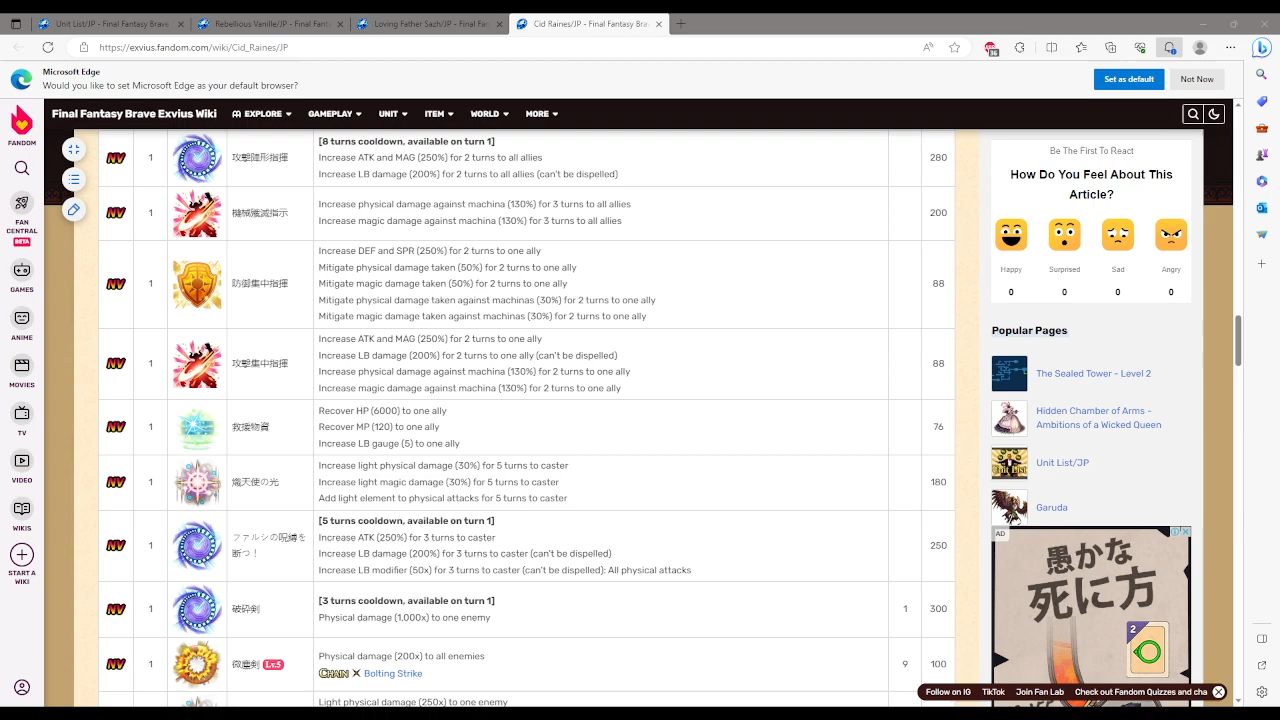 Unit List/JP - Final Fantasy Brave
Rebellious Vanille/JP - Final Fant
Loving Father Sazh/JP - Final Fan
Cid Raines/JP - Final Fantasy Brav
https://exvius.fandom.com/wiki/Cid_Raines/JP
Microsoft Edge
Would you like to set Microsoft Edge as your default browser?
Set as default
Not Now
Final Fantasy Brave Exvius Wiki
EXPLORE
GAMEPLAY
UNIT
ITEM
WORLD
MORE
FANDOM
FAN CENTRAL
BETA
GAMES
ANIME
MOVIES
TV
VIDEO
WIKIS
START A WIKI
NV 1 攻撃陣形指揮
[8 turns cooldown, available on turn 1]
Increase ATK and MAG (250%) for 2 turns to all allies
Increase LB damage (200%) for 2 turns to all allies (can't be dispelled)
280
NV 1 機械殲滅指示
Increase physical damage against machina (130%) for 3 turns to all allies
Increase magic damage against machina (130%) for 3 turns to all allies
200
NV 1 防御集中指揮
Increase DEF and SPR (250%) for 2 turns to one ally
Mitigate physical damage taken (50%) for 2 turns to one ally
Mitigate magic damage taken (50%) for 2 turns to one ally
Mitigate physical damage taken against machinas (30%) for 2 turns to one ally
Mitigate magic damage taken against machinas (30%) for 2 turns to one ally
88
NV 1 攻撃集中指揮
Increase ATK and MAG (250%) for 2 turns to one ally
Increase LB damage (200%) for 2 turns to one ally (can't be dispelled)
Increase physical damage against machina (130%) for 2 turns to one ally
Increase magic damage against machina (130%) for 2 turns to one ally
88
NV 1 救援物資
Recover HP (6000) to one ally
Recover MP (120) to one ally
Increase LB gauge (5) to one ally
76
NV 1 熾天使の光
Increase light physical damage (30%) for 5 turns to caster
Increase light magic damage (30%) for 5 turns to caster
Add light element to physical attacks for 5 turns to caster
180
NV 1 ファルシの呪縛を
断つ！
[5 turns cooldown, available on turn 1]
Increase ATK (250%) for 3 turns to caster
Increase LB damage (200%) for 3 turns to caster (can't be dispelled)
Increase LB modifier (50x) for 3 turns to caster (can't be dispelled): All physical attacks
250
NV 1 破砕剣
[3 turns cooldown, available on turn 1]
Physical damage (1,000x) to one enemy
1 300
NV 1 微塵剣 Lv.5
Physical damage (200x) to all enemies
CHAIN Bolting Strike
9 100
Light physical damage (250x) to one enemy
Be The First To React
How Do You Feel About This
Article?
Happy
Surprised
Sad
Angry
0
0
0
0
Popular Pages
The Sealed Tower - Level 2
Hidden Chamber of Arms -
Ambitions of a Wicked Queen
Unit List/JP
Garuda
AD
愚かな
死に方
2
Follow on IG
TikTok
Join Fan Lab
Check out Fandom Quizzes and cha